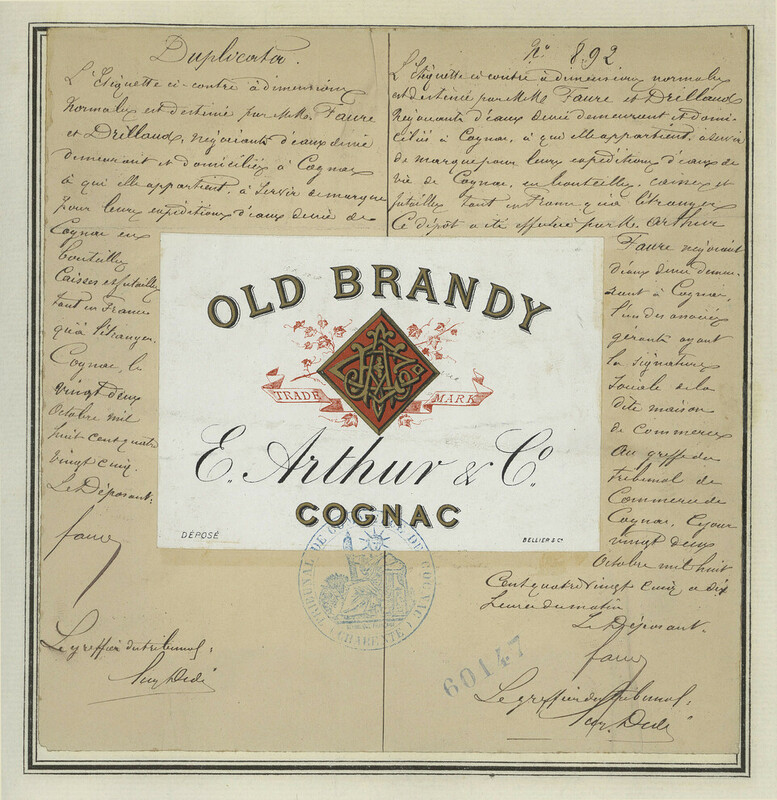 Duplicata.
L'Etiquette ci-contre à dimensions
normales est destinée par M.M. Faure
et Drillaud, négociants d'eaux de vie
demeurant et domiciliés à Cognac
à qui elle appartient, à servir de marque
pour leurs expéditions d'eaux de vie de
Cognac en
bouteilles
Caisses et futailles
tant en France
qu'à l'étranger.
Cognac, le
vingt deux
Octobre mil
huit cent quatre
vingt cinq.
Le Déposant:
faure
Le greffier du tribunal:
No 892
L'Etiquette ci-contre à dimensions normales
est destinée par M.M. Faure et Drillaud
négociants d'eaux de vie demeurant et domi-
ciliés à Cognac, à qui elle appartient, à servir
de marque pour leurs expéditions d'eaux de
vie de Cognac, en bouteilles, caisses et
futailles tant en France qu'à l'étranger
Ce dépôt a été effectué par M. Arthur
Faure négociant
d'eaux de vie demeu-
rant à Cognac,
l'un des associés
gérants ayant
la signature
sociale de la
dite maison
de commerce
Au greffe du
tribunal de
Commerce de
Cognac, ce jour
vingt deux
Octobre mil huit
Cent quatre vingt cinq à dix
heures du matin
Le Déposant.
faure
Le greffier du tribunal:
OLD BRANDY
TRADE MARK
E. Arthur & Co.
COGNAC
DÉPOSÉ
BELLIER & Co
TRIBUNAL DE COMMERCE DE COGNAC
(CHARENTE)
60147